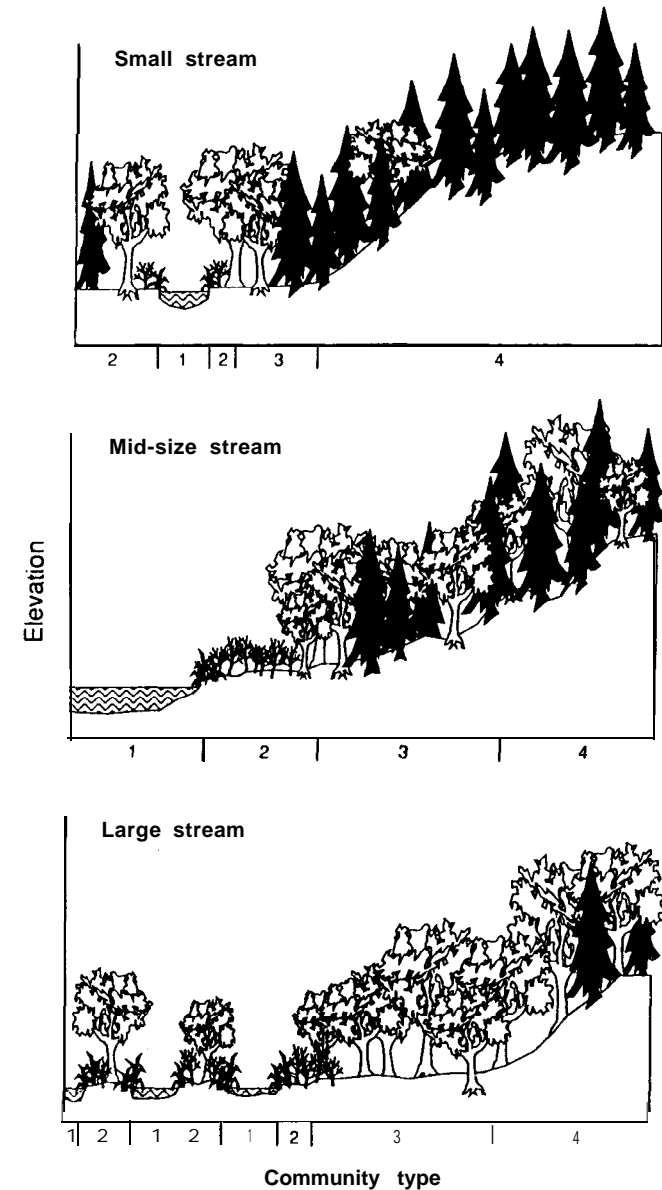 Small stream
2 1 2 3 4
Mid-size stream
Elevation
1 2 3 4
Large stream
1 2 1 2 1 2 3 4
Community type